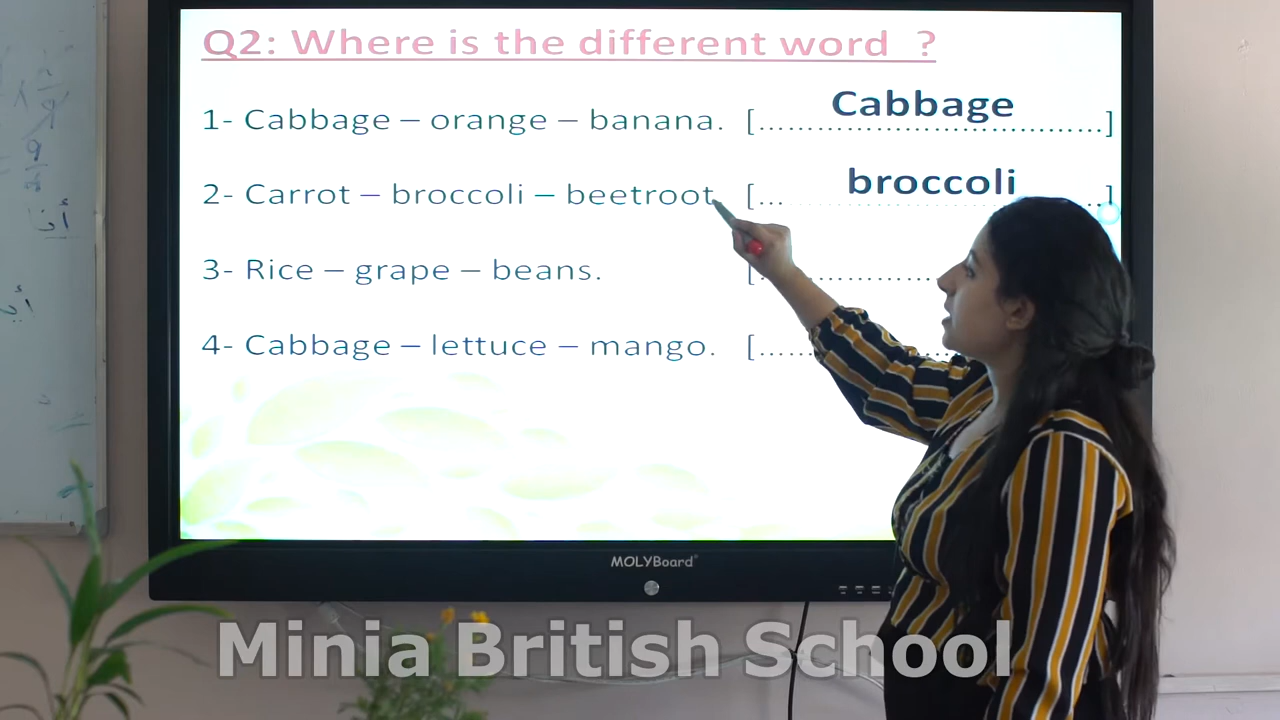 Q2: Where is the different word ?
1- Cabbage – orange – banana. [..................................] Cabbage
2- Carrot – broccoli – beetroot. [... broccoli ..]
3- Rice – grape – beans. [............
4- Cabbage – lettuce – mango. [............
MOLYBoard
Minia British School